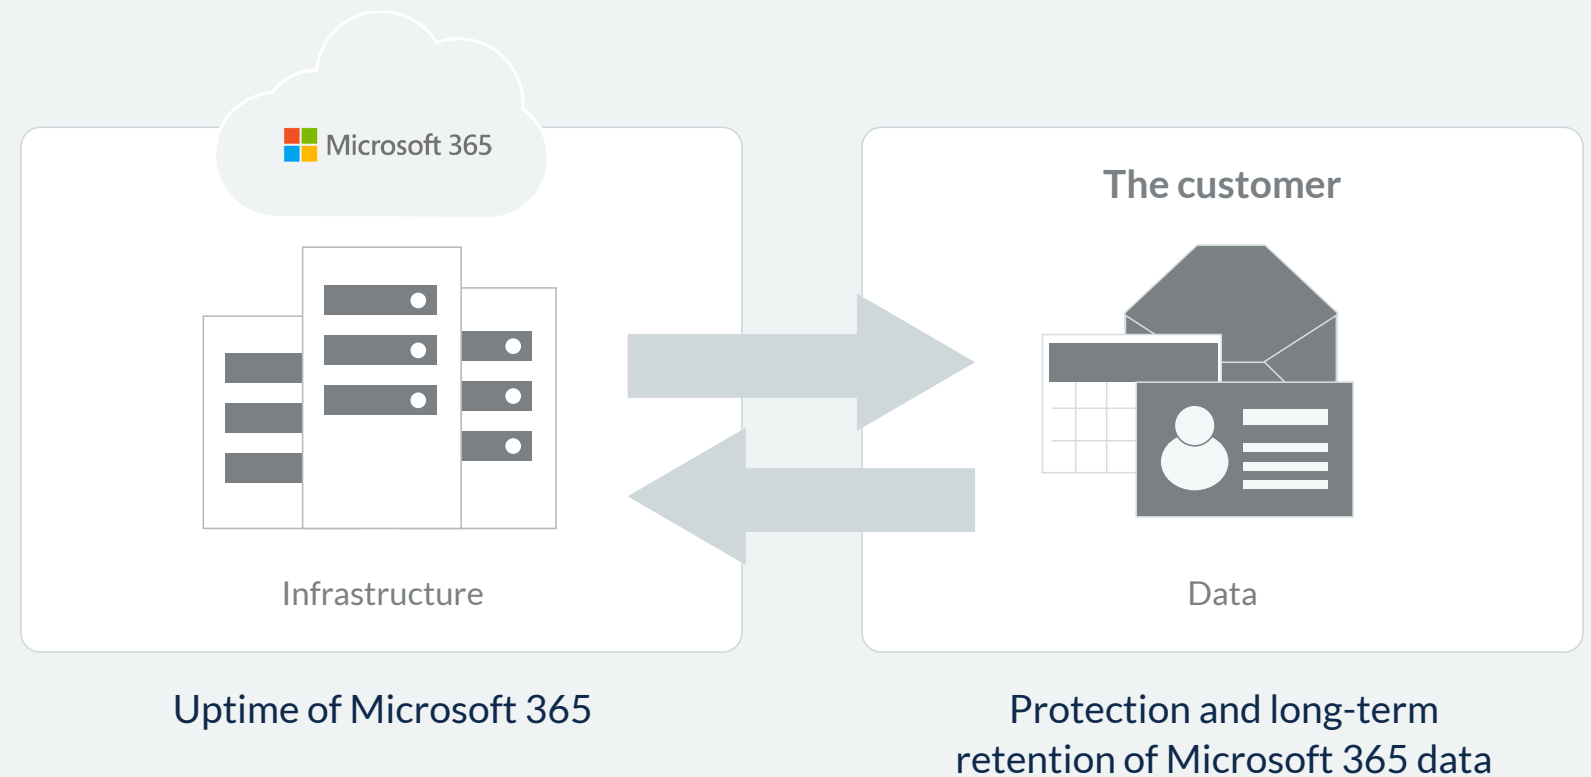 Microsoft 365
Infrastructure
Uptime of Microsoft 365
The customer
Data
Protection and long-term
retention of Microsoft 365 data